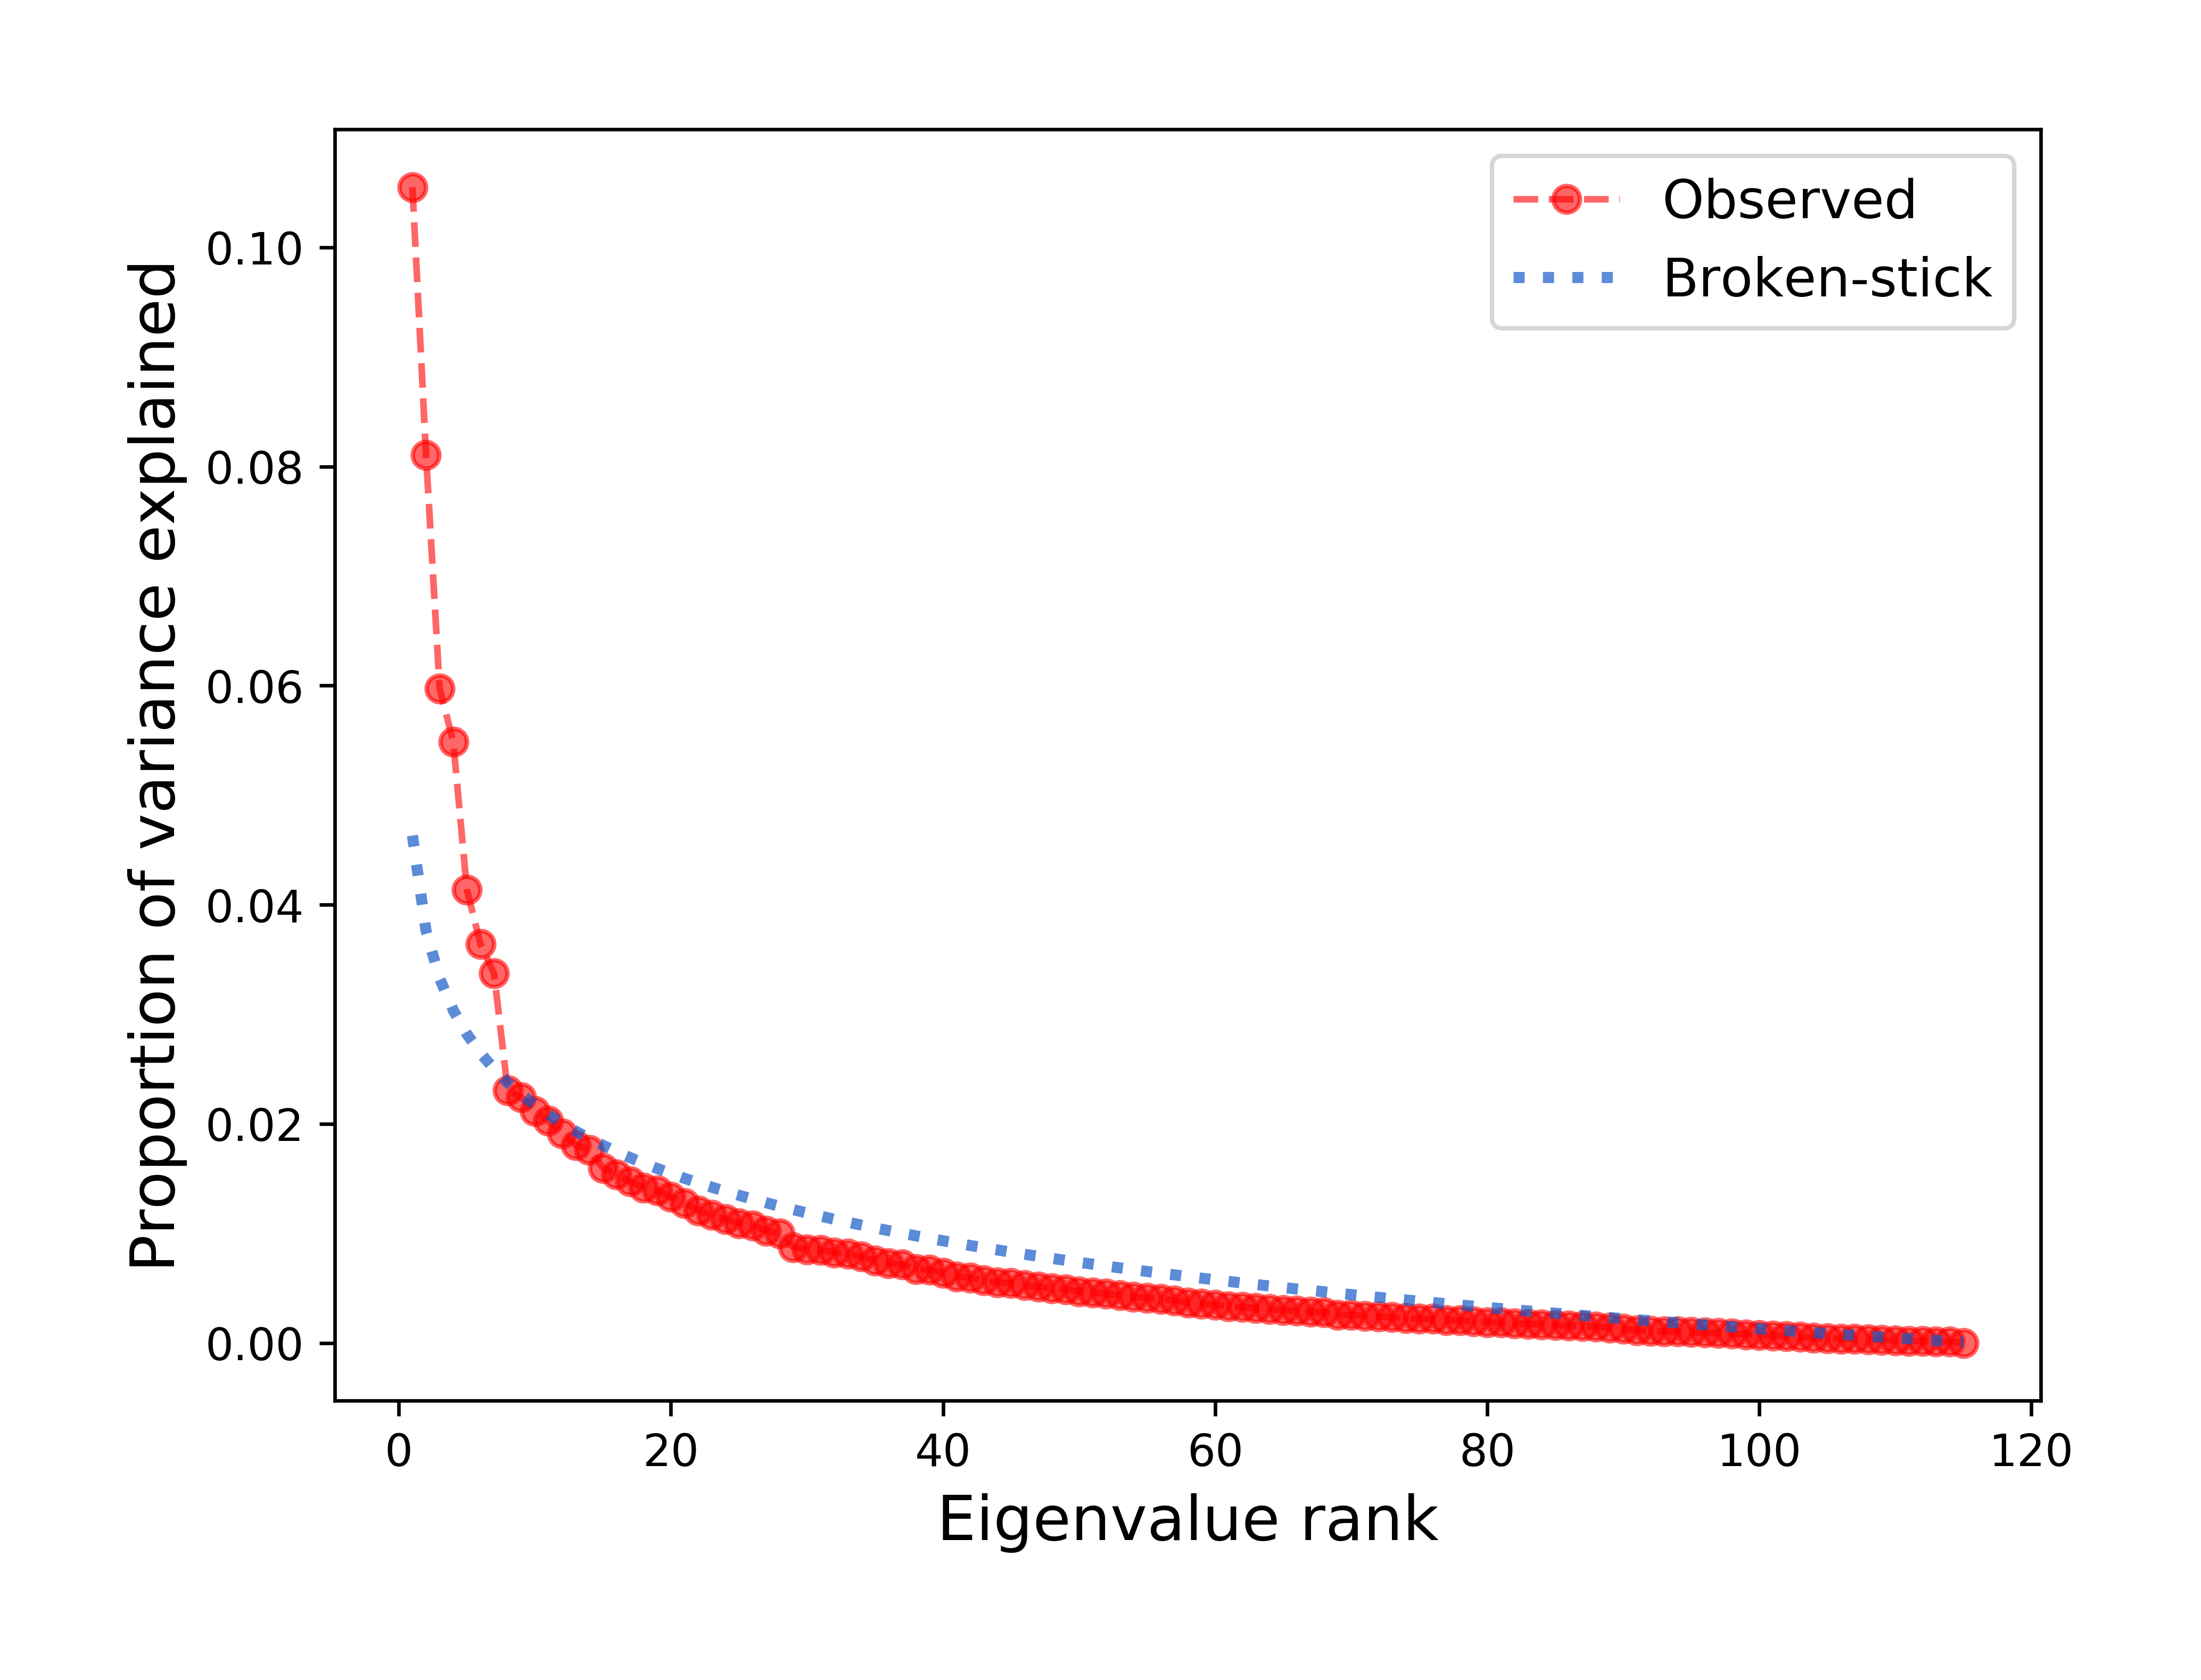 Observed
Broken-stick
Proportion of variance explained
0.10
0.08
0.06
0.04
0.02
0.00
0 20 40 60 80 100 120
Eigenvalue rank